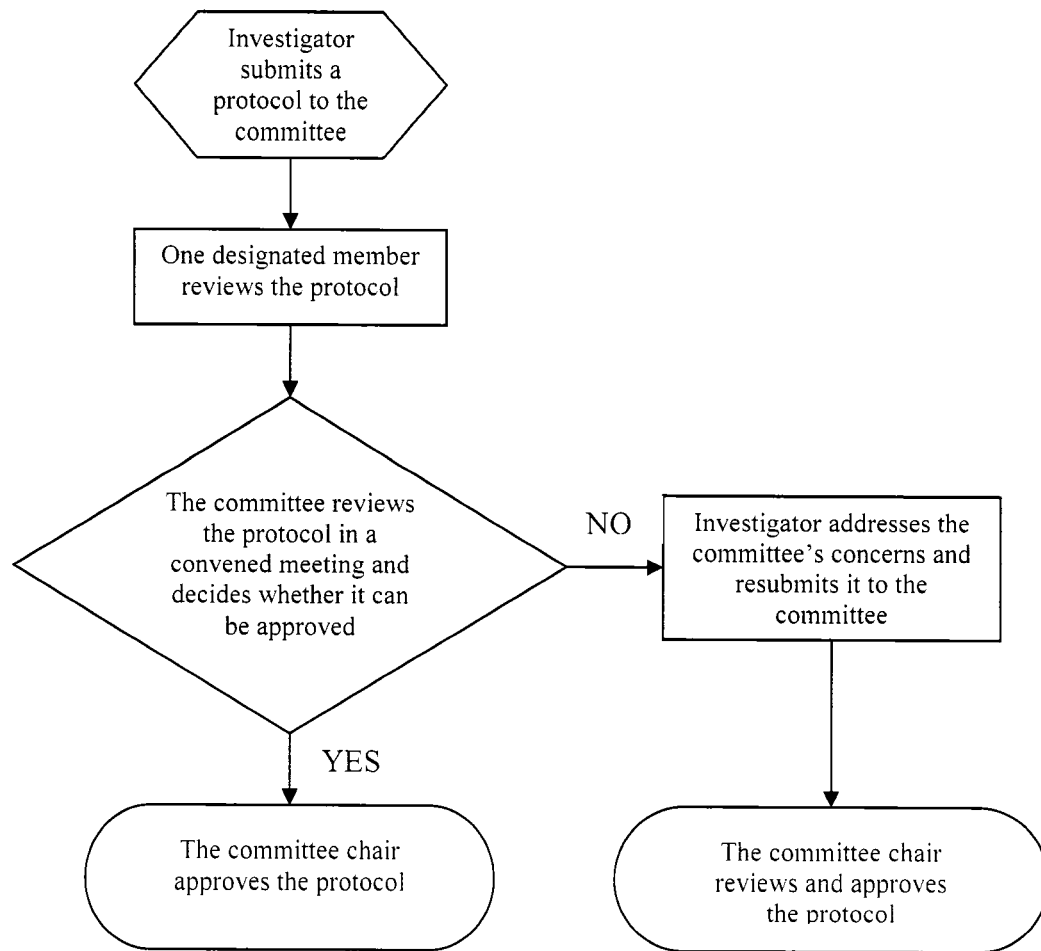 Investigator
submits a
protocol to the
committee
One designated member
reviews the protocol
The committee reviews
the protocol in a
convened meeting and
decides whether it can
be approved
NO
Investigator addresses the
committee's concerns and
resubmits it to the
committee
YES
The committee chair
approves the protocol
The committee chair
reviews and approves
the protocol